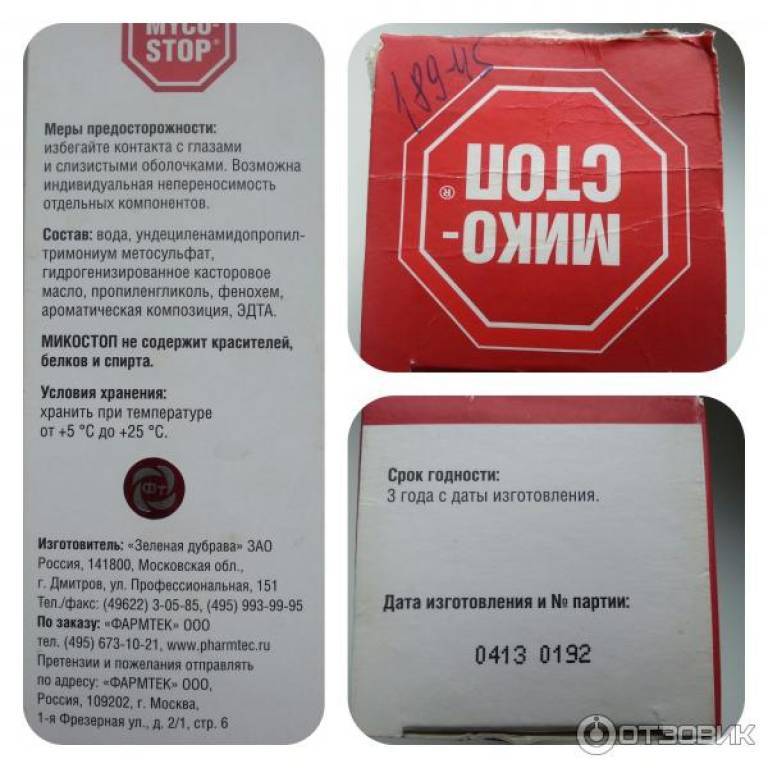 MYCO-
STOP®
Меры предосторожности:
избегайте контакта с глазами
и слизистыми оболочками. Возможна
индивидуальная непереносимость
отдельных компонентов.
Состав: вода, ундециленамидопропил-
тримониум метосульфат,
гидрогенизированное касторовое
масло, пропиленгликоль, фенохем,
ароматическая композиция, ЭДТА.
МИКОСТОП не содержит красителей,
белков и спирта.
Условия хранения:
хранить при температуре
от +5 °C до +25 °C.
ФТ
Изготовитель: «Зеленая дубрава» ЗАО
Россия, 141800, Московская обл.,
г. Дмитров, ул. Профессиональная, 151
Тел./факс: (49622) 3-05-85, (495) 993-99-95
По заказу: «ФАРМТЕК» ООО
тел. (495) 673-10-21, www.pharmtec.ru
Претензии и пожелания отправлять
по адресу: «ФАРМТЕК» ООО,
Россия, 109202, г. Москва,
1-я Фрезерная ул., д. 2/1, стр. 6
189-45
МИКО-
СТОП®
Срок годности:
3 года с даты изготовления.
Дата изготовления и № партии:
0413 0192
ОТЗОВИК